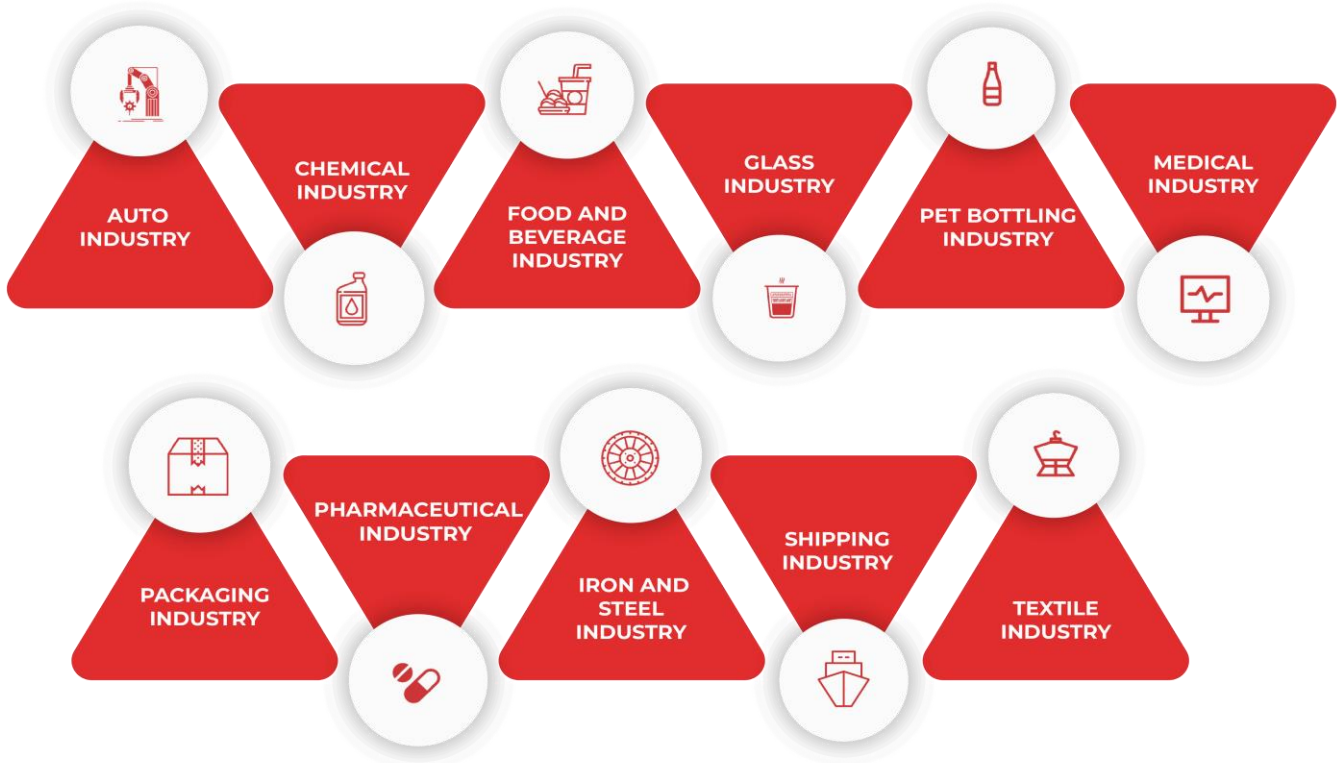 AUTO
INDUSTRY
CHEMICAL
INDUSTRY
FOOD AND
BEVERAGE
INDUSTRY
GLASS
INDUSTRY
PET BOTTLING
INDUSTRY
MEDICAL
INDUSTRY
PACKAGING
INDUSTRY
PHARMACEUTICAL
INDUSTRY
IRON AND
STEEL
INDUSTRY
SHIPPING
INDUSTRY
TEXTILE
INDUSTRY